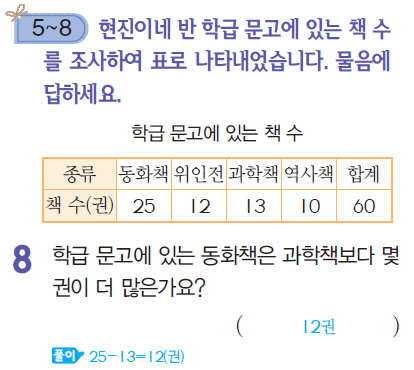 5~8 현진이네 반 학급 문고에 있는 책 수
를 조사하여 표로 나타내었습니다. 물음에
답하세요.
학급 문고에 있는 책 수
종류 동화책 위인전 과학책 역사책 합계
책 수(권) 25 12 13 10 60
8 학급 문고에 있는 동화책은 과학책보다 몇
권이 더 많은가요?
( 12권 )
풀이 25-13=12(권)